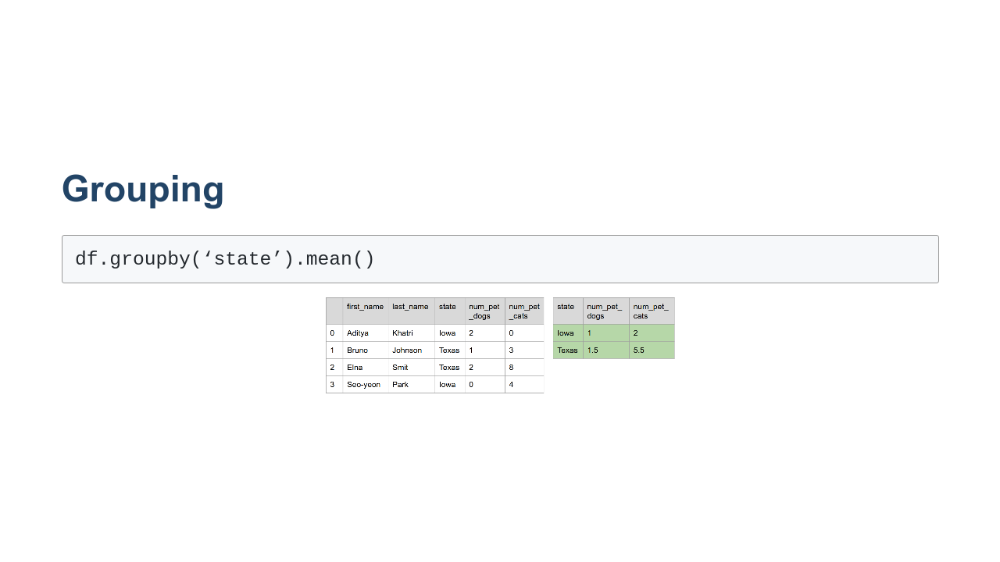 Grouping
df.groupby(‘state’).mean()
first_name last_name state num_pet_dogs num_pet_cats
0 Aditya Khatri Iowa 2 0
1 Bruno Johnson Texas 1 3
2 Elna Smit Texas 2 8
3 Seo-yeon Park Iowa 0 4
state num_pet_dogs num_pet_cats
Iowa 1 2
Texas 1.5 5.5